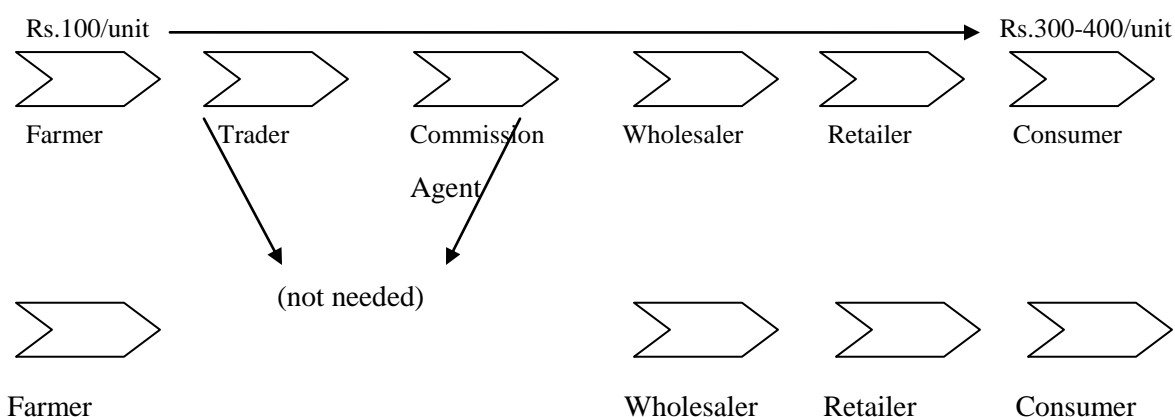 Rs.100/unit Rs.300-400/unit
Farmer Trader Commission Wholesaler Retailer Consumer
Agent
(not needed)
Farmer Wholesaler Retailer Consumer